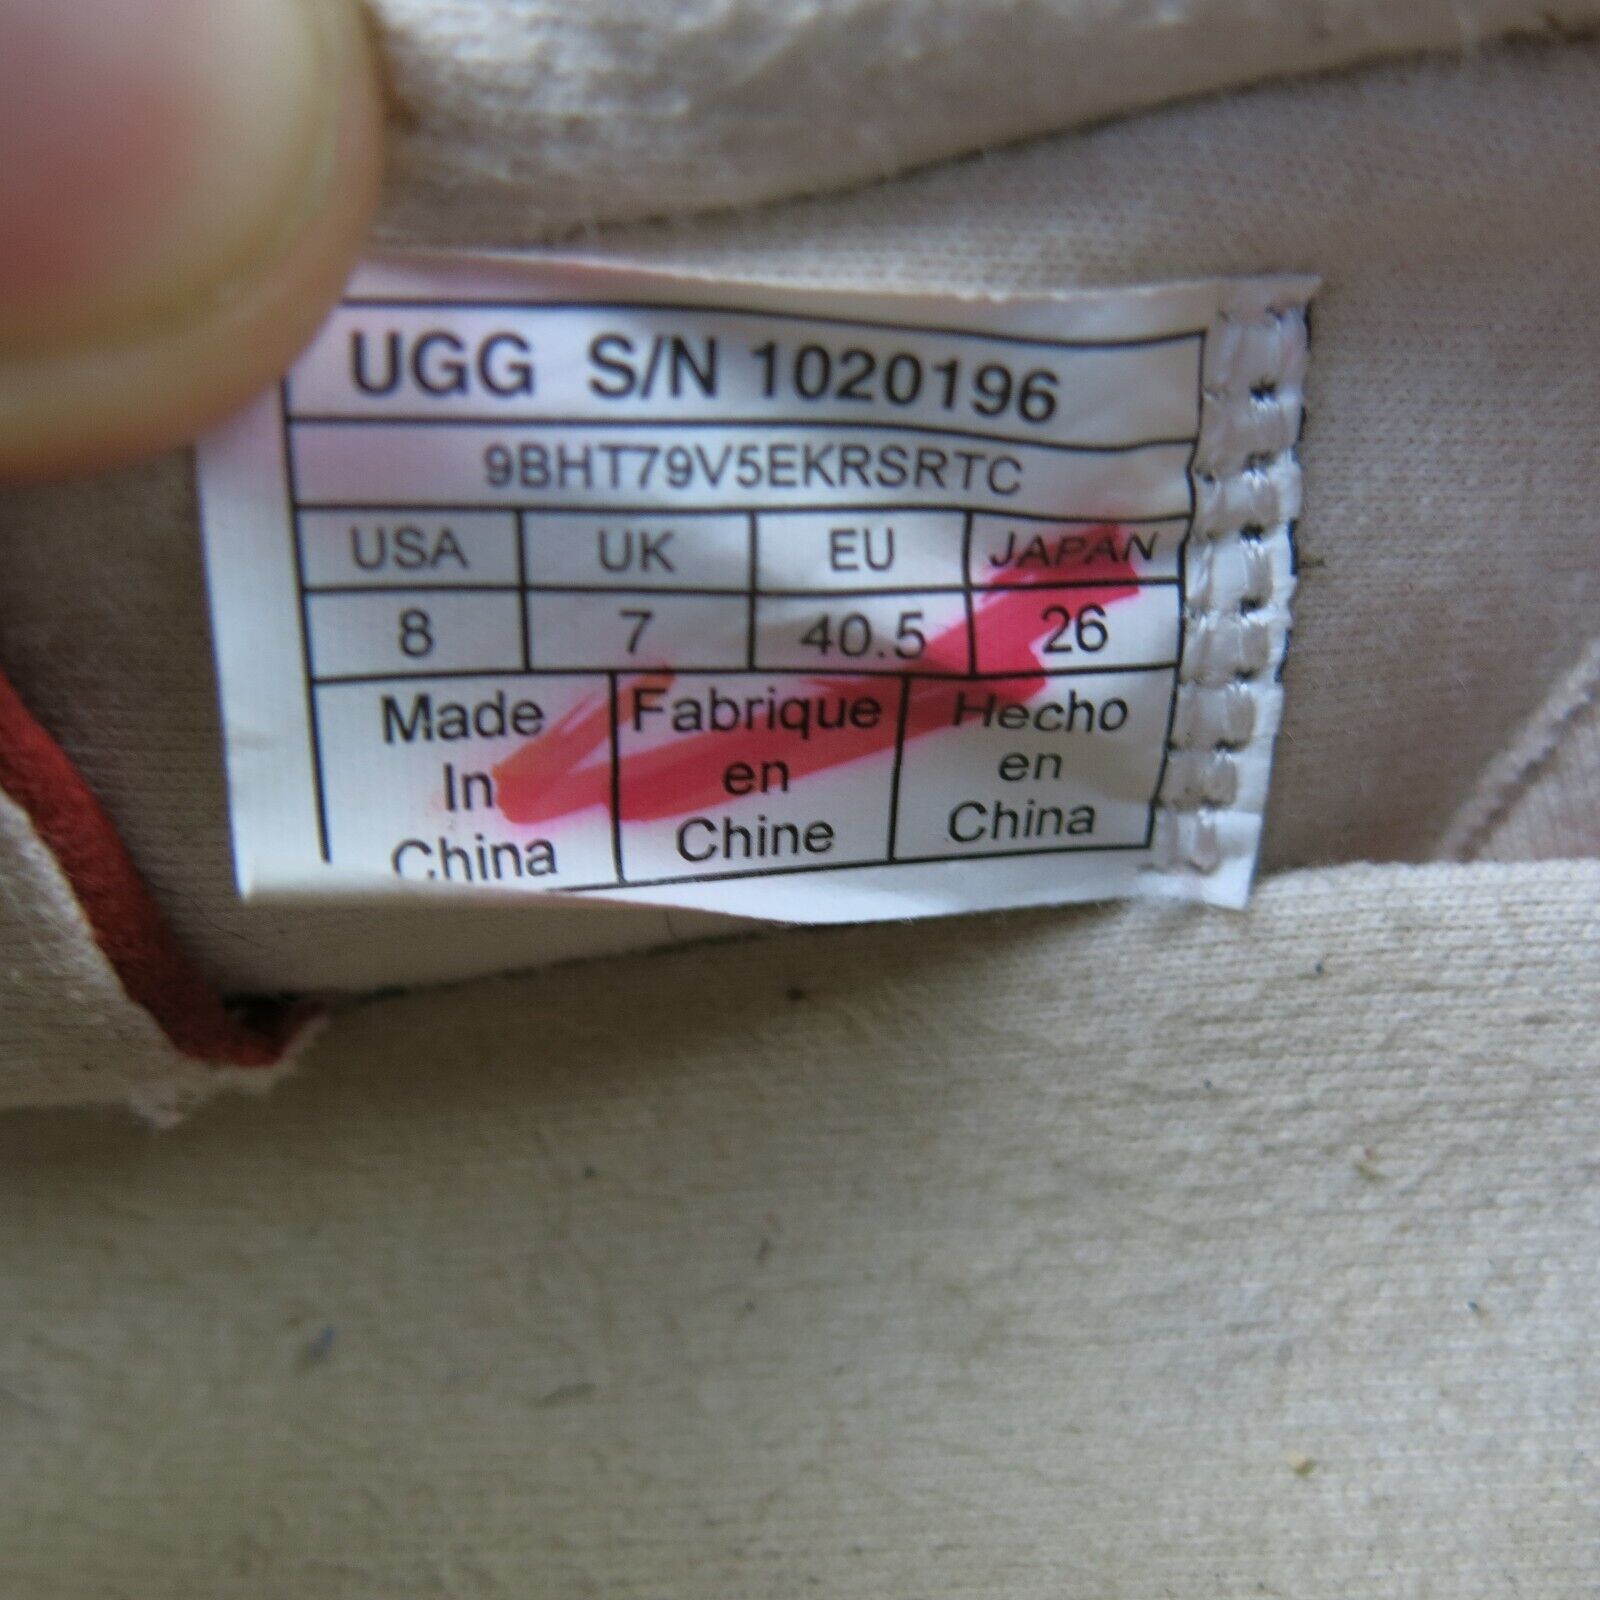 UGG S/N 1020196
9BHT79V5EKRSRTC
USA UK EU JAPAN
8 7 40.5 26
Made Fabrique Hecho
In en en
China Chine China